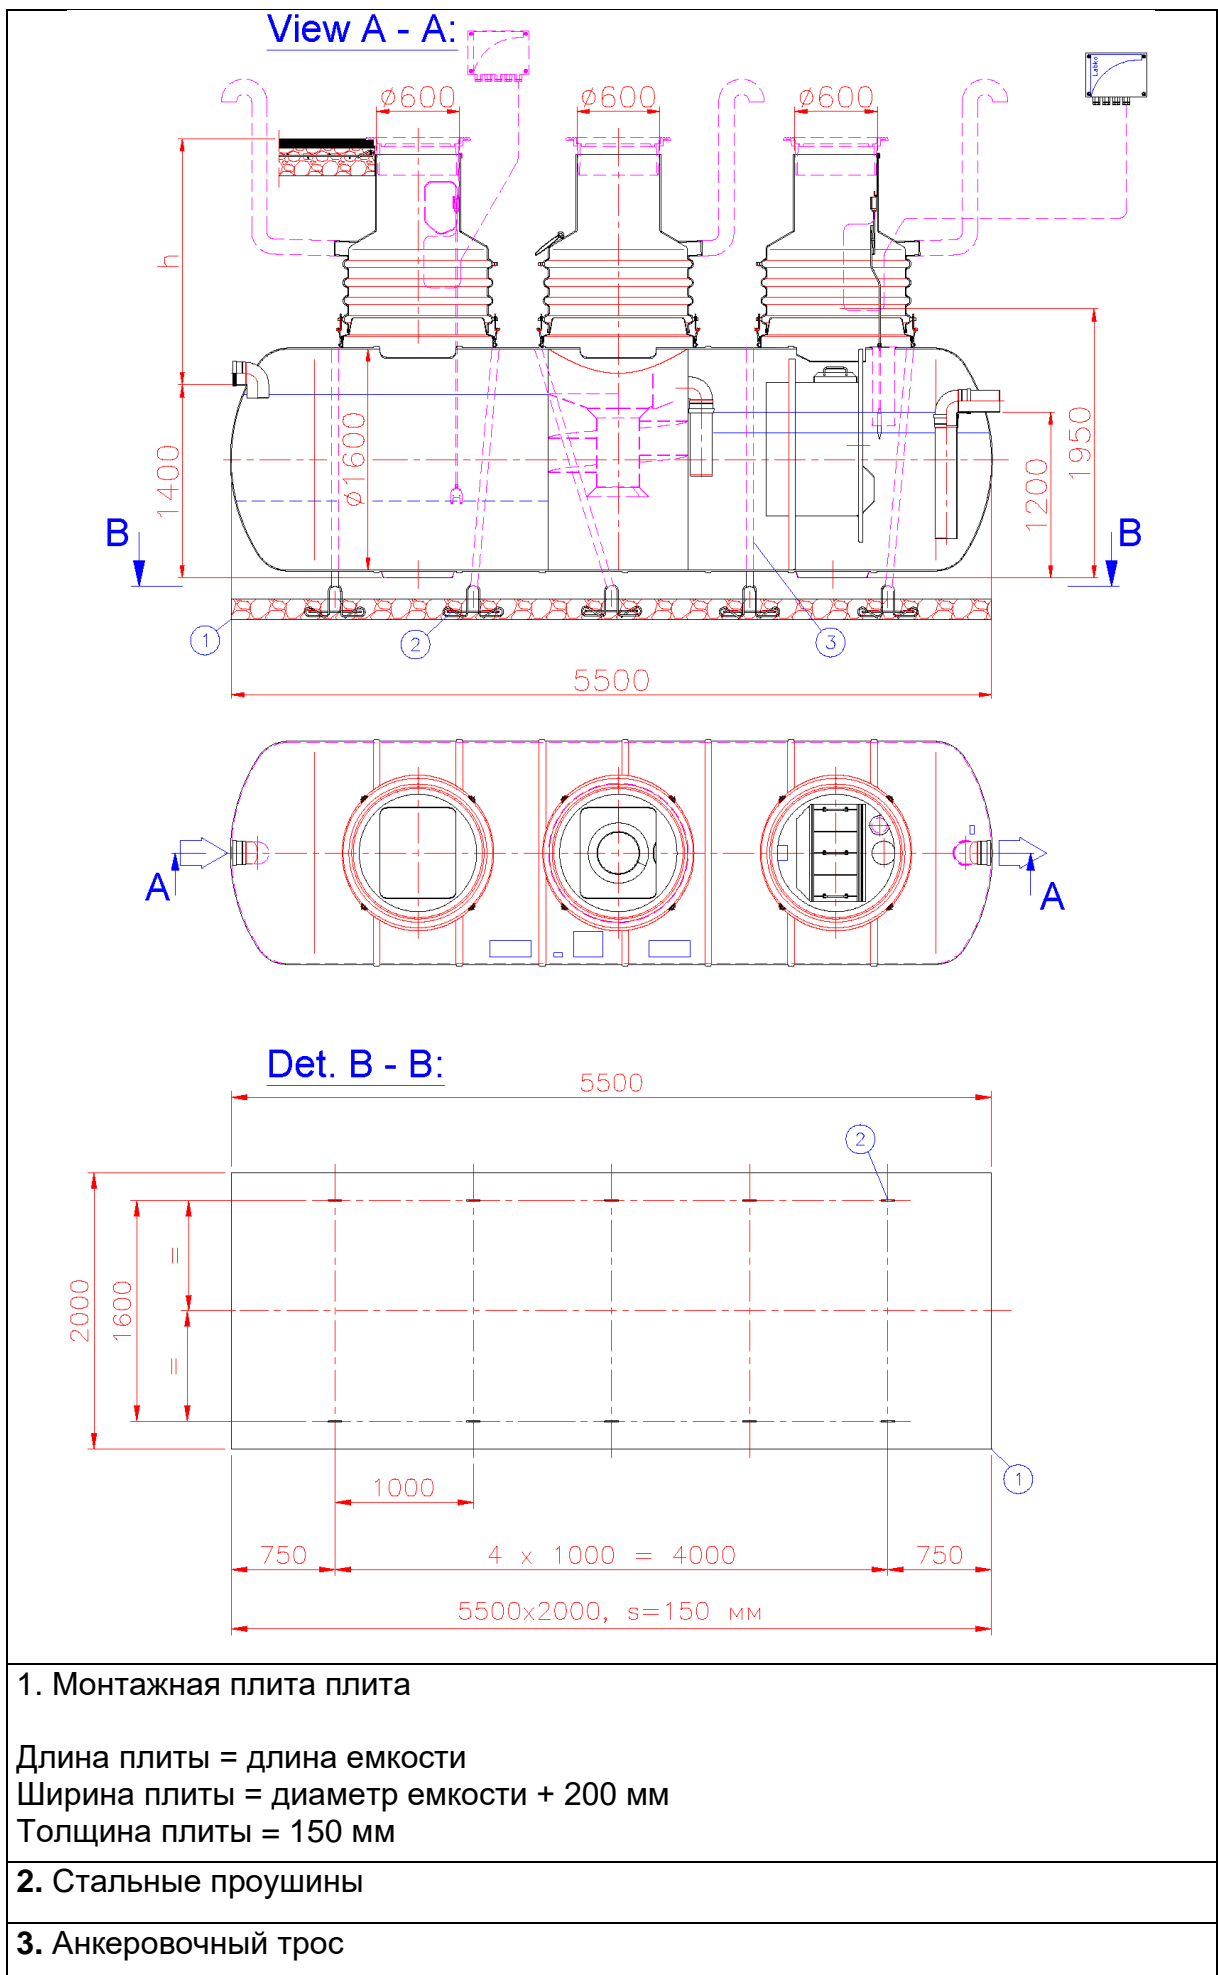 View A - A:
Labko
ø600
ø600
ø600
h
1400
ø1600
1200
1950
B
B
1
2
3
5500
A
A
Det. B - B:
5500
2
2000
1600
=
=
1
1000
750
4 x 1000 = 4000
750
5500x2000, s=150 мм
1. Монтажная плита плита
Длина плиты = длина емкости
Ширина плиты = диаметр емкости + 200 мм
Толщина плиты = 150 мм
2. Стальные проушины
3. Анкеровочный трос